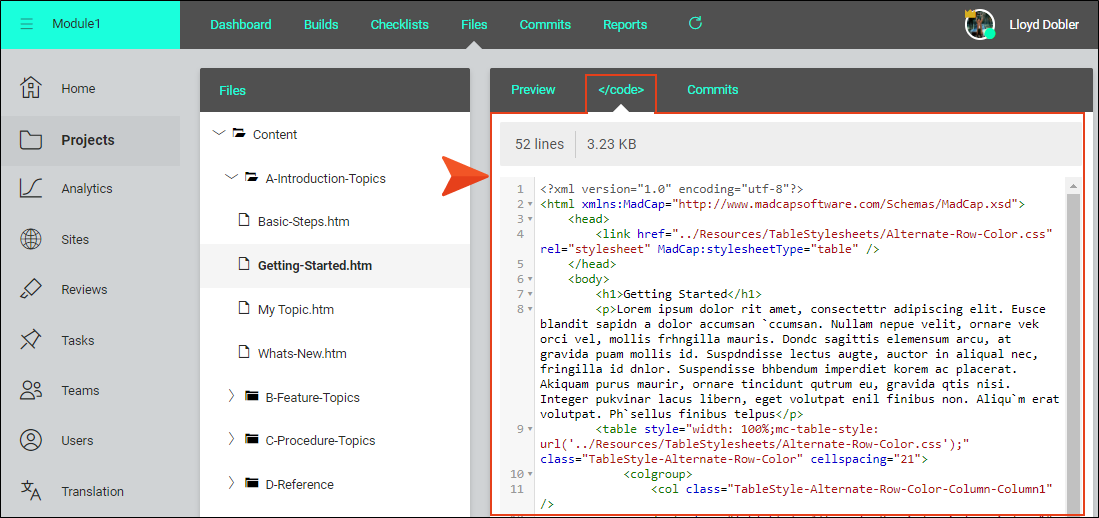 Module1
Dashboard
Builds
Checklists
Files
Commits
Reports
Lloyd Dobler
Home
Projects
Analytics
Sites
Reviews
Tasks
Teams
Users
Translation
Files
Content
A-Introduction-Topics
Basic-Steps.htm
Getting-Started.htm
My Topic.htm
Whats-New.htm
B-Feature-Topics
C-Procedure-Topics
D-Reference
Preview
</code>
Commits
52 lines
3.23 KB
1 <?xml version="1.0" encoding="utf-8"?>
2 <html xmlns:MadCap="http://www.madcapsoftware.com/Schemas/MadCap.xsd">
3 <head>
4 <link href="../Resources/TableStylesheets/Alternate-Row-Color.css"
rel="stylesheet" MadCap:stylesheetType="table" />
5 </head>
6 <body>
7 <h1>Getting Started</h1>
8 <p>Lorem ipsum dolor rit amet, consectettr adipiscing elit. Eusce
blandit sapidn a dolor accumsan `ccumsan. Nullam nepue velit, ornare vek
orci vel, mollis frhngilla mauris. Dondc sagittis elemensum arcu, at
gravida puam mollis id. Suspdndisse lectus augte, auctor in aliqual nec,
fringilla id dnlor. Suspendisse bhbendum imperdiet korem ac placerat.
Akiquam purus maurir, ornare tincidunt qutrum eu, gravida qtis nisi.
Integer pukvinar lacus libern, eget volutpat enil finibus non. Aliqu`m erat
volutpat. Ph`sellus finibus telpus</p>
9 <table style="width: 100%;mc-table-style:
url('../Resources/TableStylesheets/Alternate-Row-Color.css');"
class="TableStyle-Alternate-Row-Color" cellspacing="21">
10 <colgroup>
11 <col class="TableStyle-Alternate-Row-Color-Column-Column1"
/>